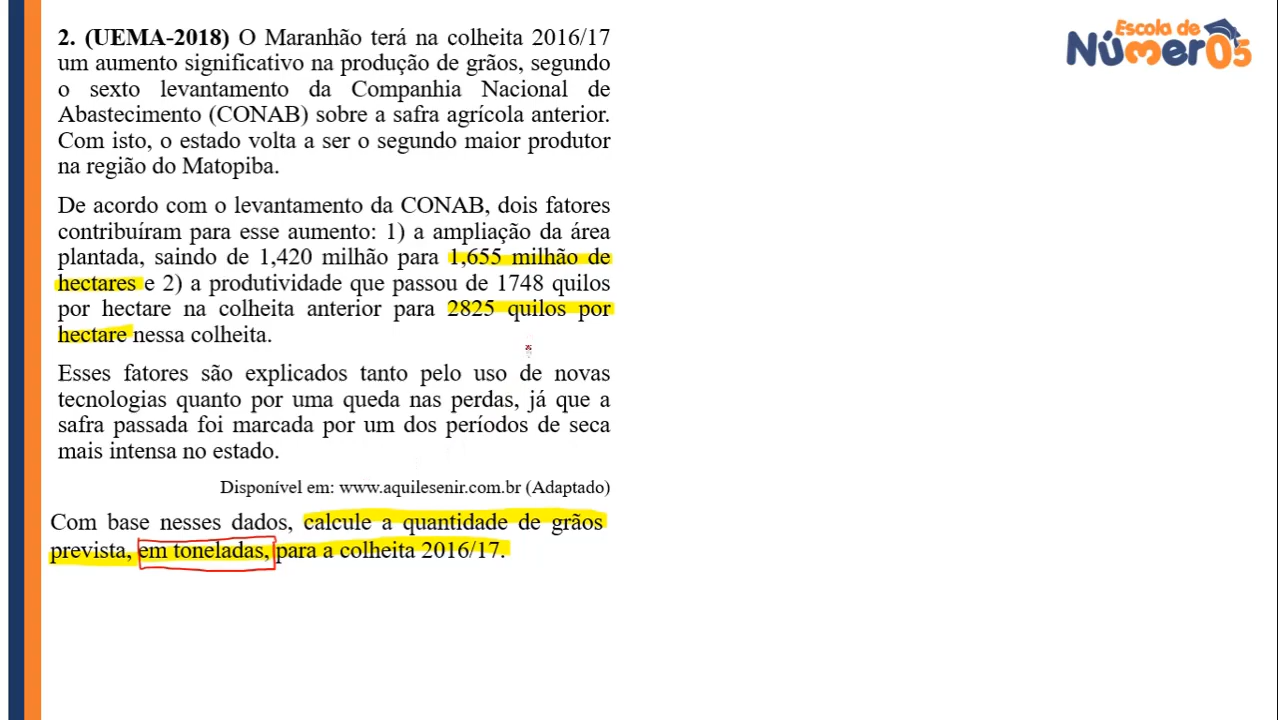 2. (UEMA-2018) O Maranhão terá na colheita 2016/17
um aumento significativo na produção de grãos, segundo
o sexto levantamento da Companhia Nacional de
Abastecimento (CONAB) sobre a safra agrícola anterior.
Com isto, o estado volta a ser o segundo maior produtor
na região do Matopiba.
De acordo com o levantamento da CONAB, dois fatores
contribuíram para esse aumento: 1) a ampliação da área
plantada, saindo de 1,420 milhão para 1,655 milhão de
hectares e 2) a produtividade que passou de 1748 quilos
por hectare na colheita anterior para 2825 quilos por
hectare nessa colheita.
Esses fatores são explicados tanto pelo uso de novas
tecnologias quanto por uma queda nas perdas, já que a
safra passada foi marcada por um dos períodos de seca
mais intensa no estado.
Disponível em: www.aquilesenir.com.br (Adaptado)
Com base nesses dados, calcule a quantidade de grãos
prevista, em toneladas, para a colheita 2016/17.
Escola de
Númer05